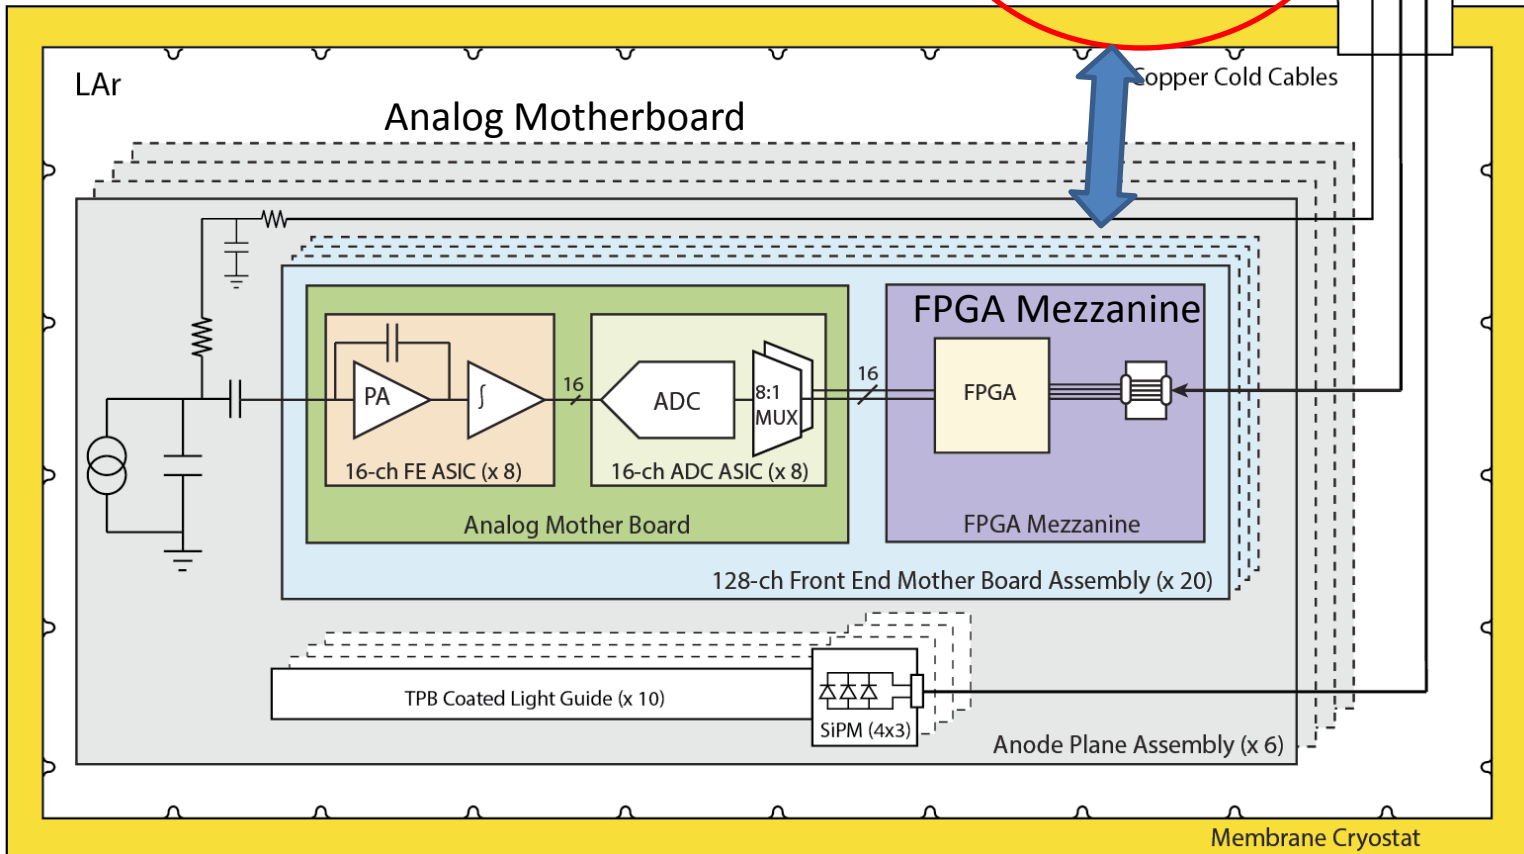 LAr
Copper Cold Cables
Analog Motherboard
FPGA Mezzanine
PA
∫
16
ADC
8:1
MUX
16
FPGA
16-ch FE ASIC (x 8)
16-ch ADC ASIC (x 8)
Analog Mother Board
FPGA Mezzanine
128-ch Front End Mother Board Assembly (x 20)
TPB Coated Light Guide (x 10)
SiPM (4x3)
Anode Plane Assembly (x 6)
Membrane Cryostat